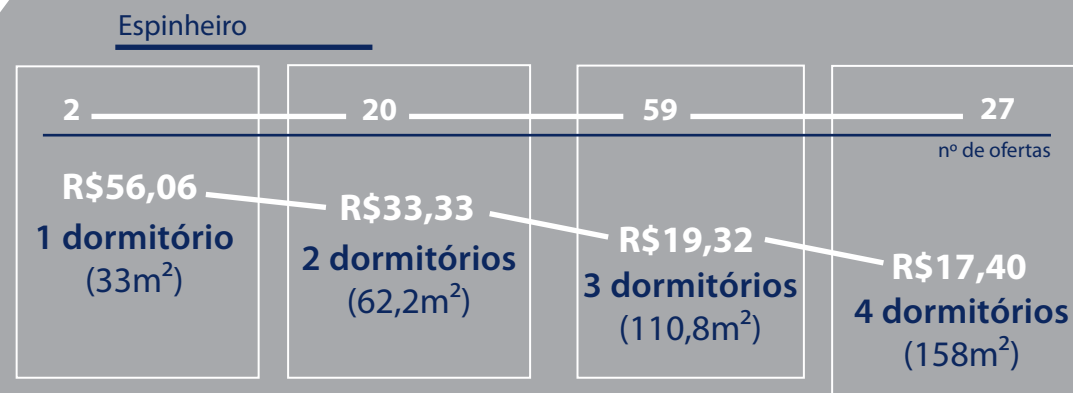 Espinheiro
2 20 59 27
nº de ofertas
R$56,06
1 dormitório
(33m²)
R$33,33
2 dormitórios
(62,2m²)
R$19,32
3 dormitórios
(110,8m²)
R$17,40
4 dormitórios
(158m²)